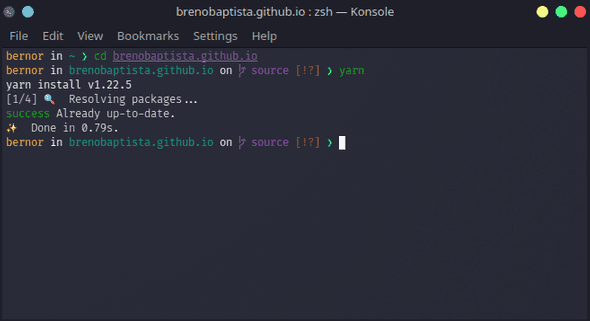 brenobaptista.github.io : zsh — Konsole
File Edit View Bookmarks Settings Help
bernor in ~ ❯ cd brenobaptista.github.io
bernor in brenobaptista.github.io on source [!?] ❯ yarn
yarn install v1.22.5
[1/4] 🔍 Resolving packages...
success Already up-to-date.
✨ Done in 0.79s.
bernor in brenobaptista.github.io on source [!?] ❯